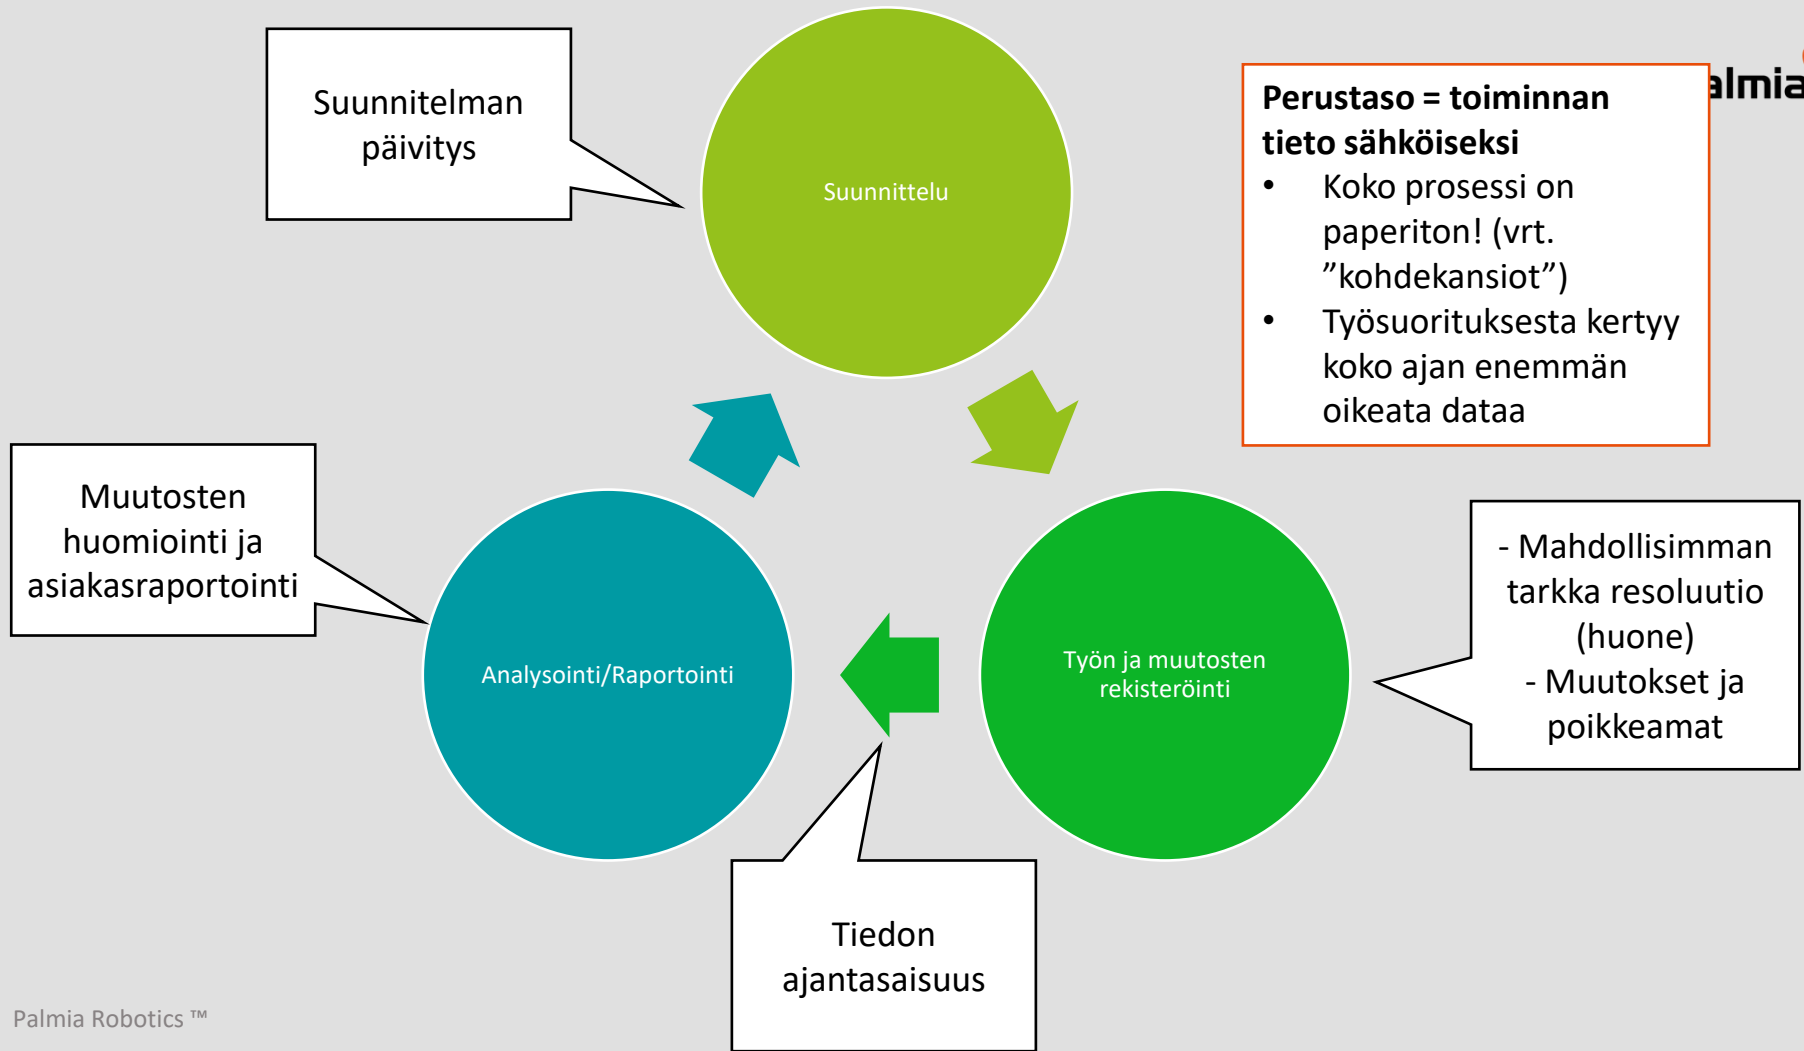 Suunnitelman
päivitys
Suunnittelu
almia
Perustaso = toiminnan
tieto sähköiseksi
• Koko prosessi on
paperiton! (vrt.
”kohdekansiot”)
• Työsuorituksesta kertyy
koko ajan enemmän
oikeata dataa
Muutosten
huomiointi ja
asiakasraportointi
Analysointi/Raportointi
Työn ja muutosten
rekisteröinti
- Mahdollisimman
tarkka resoluutio
(huone)
- Muutokset ja
poikkeamat
Tiedon
ajantasaisuus
Palmia Robotics ™